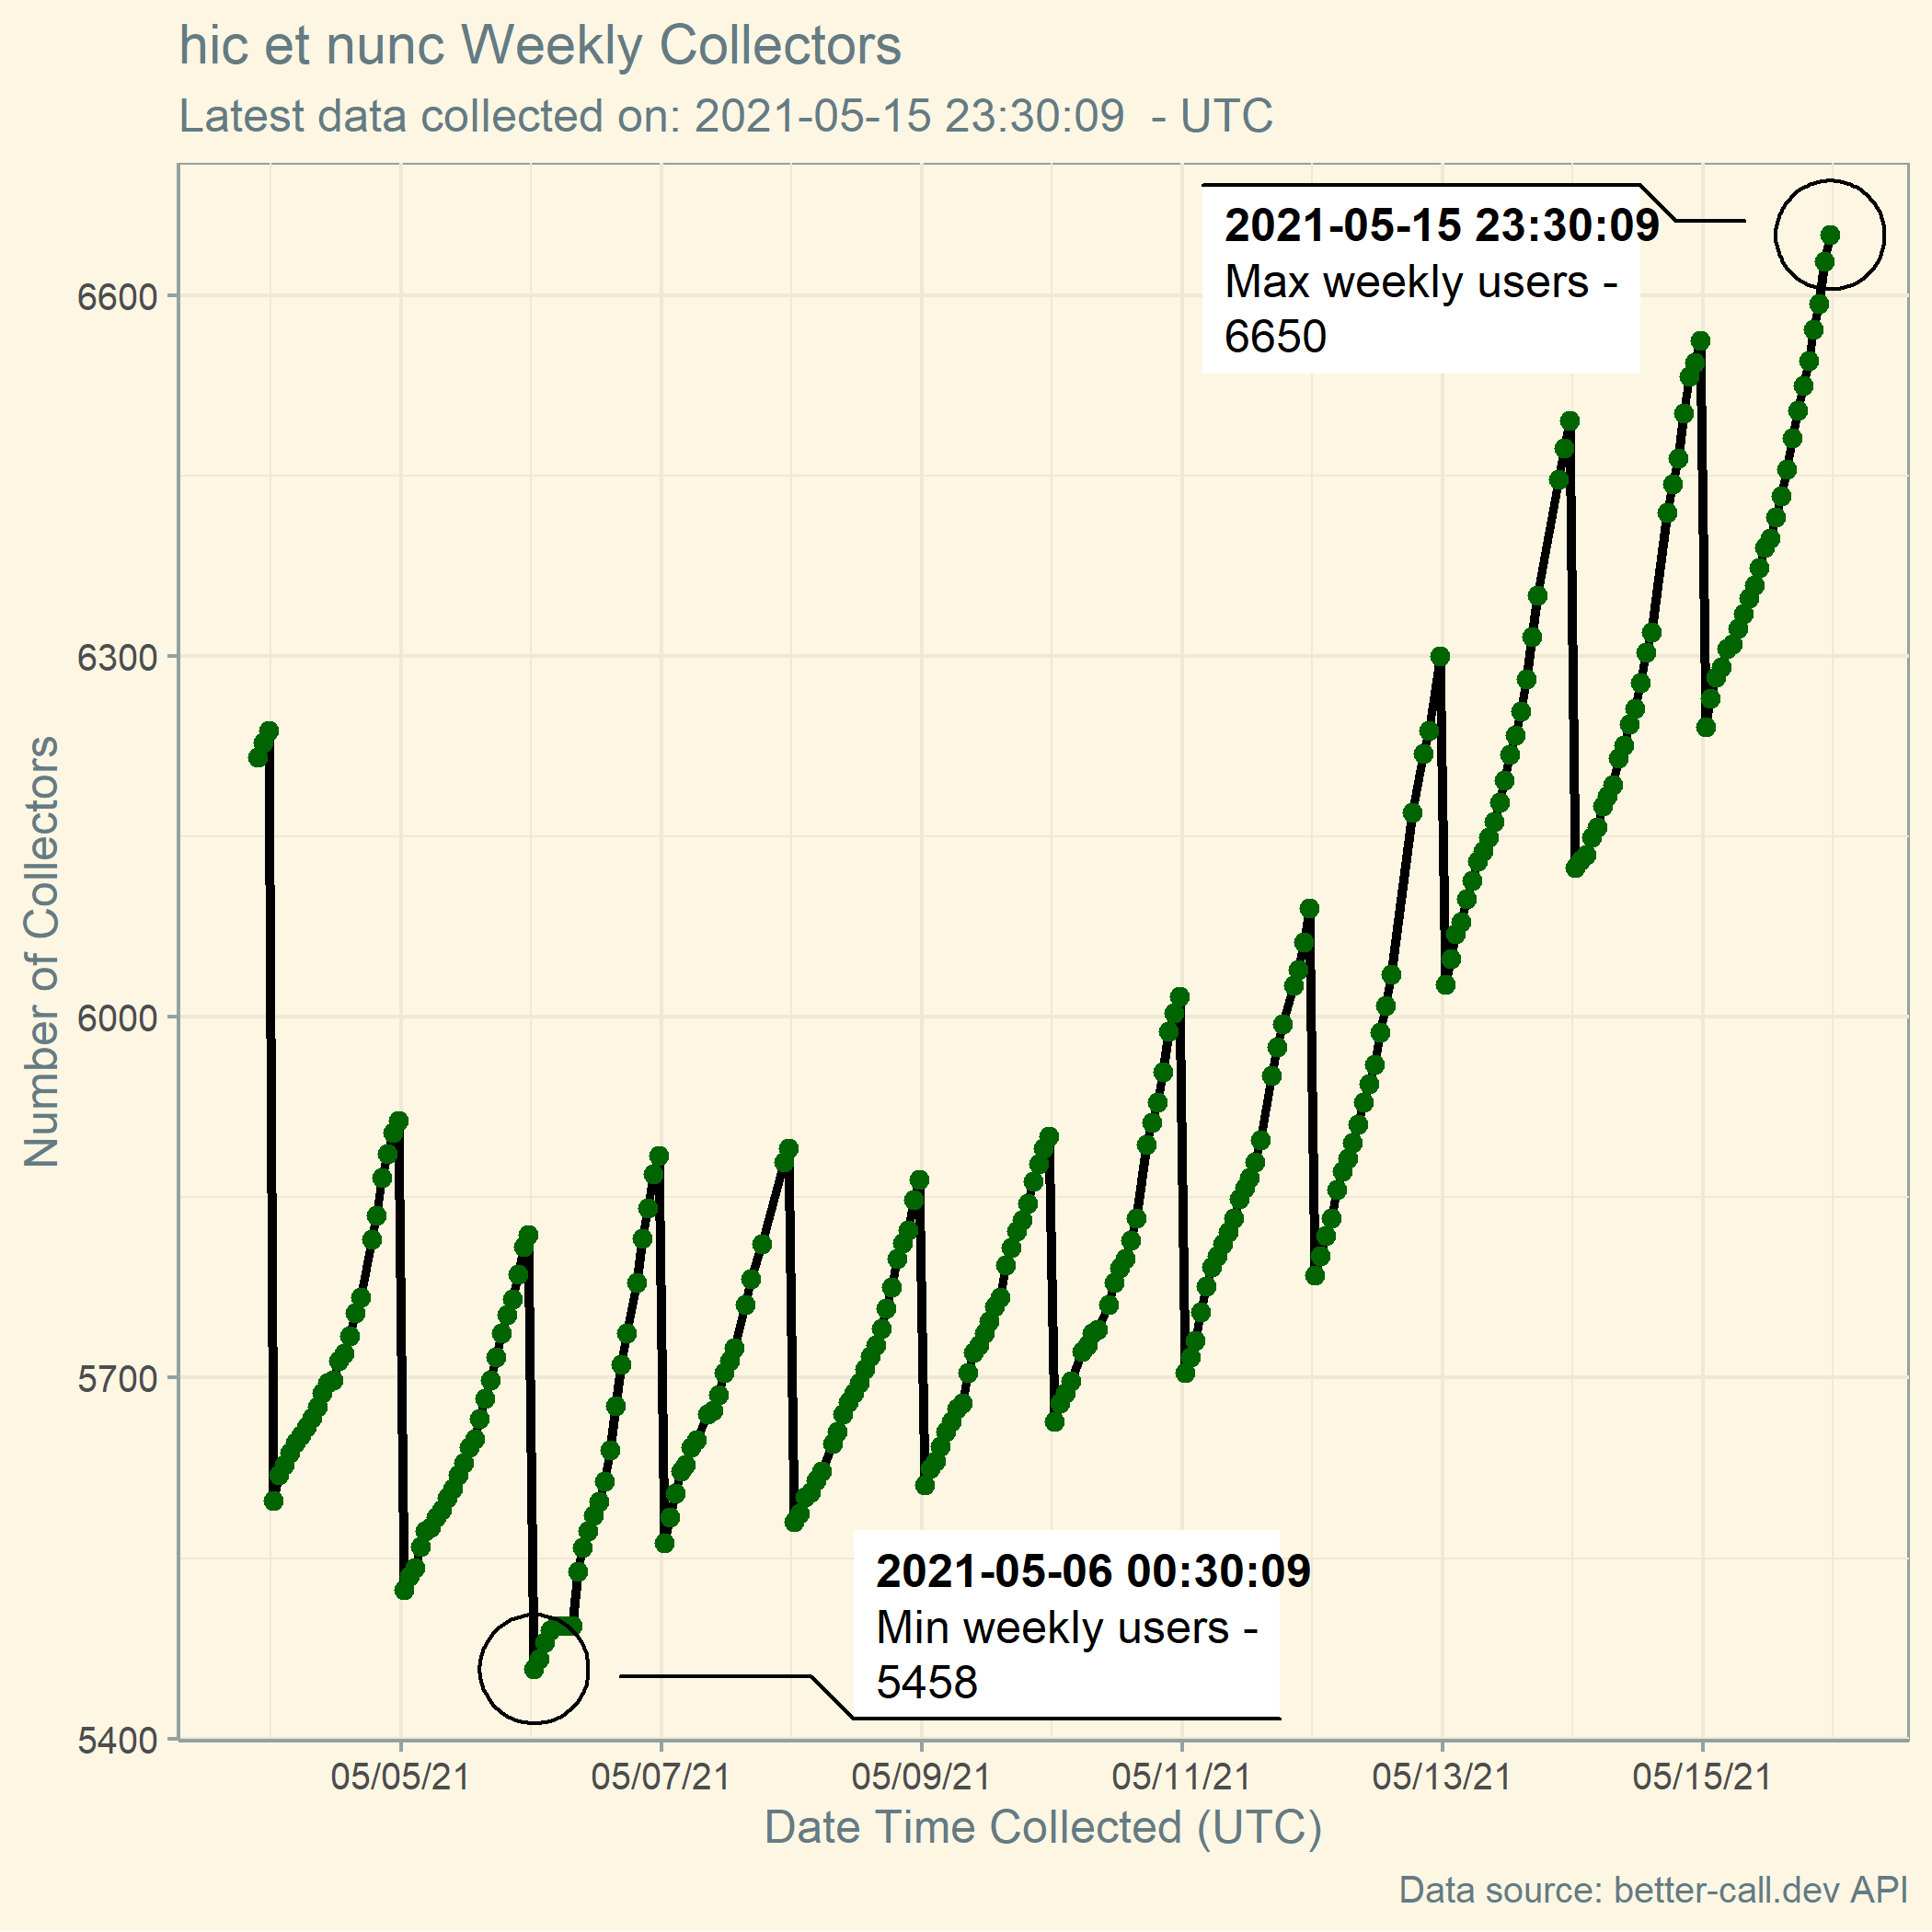 hic et nunc Weekly Collectors
Latest data collected on: 2021-05-15 23:30:09  - UTC
2021-05-15 23:30:09
Max weekly users -
6650
6600
6300
6000
5700
5400
Number of Collectors
2021-05-06 00:30:09
Min weekly users -
5458
05/05/21 05/07/21 05/09/21 05/11/21 05/13/21 05/15/21
Date Time Collected (UTC)
Data source: better-call.dev API